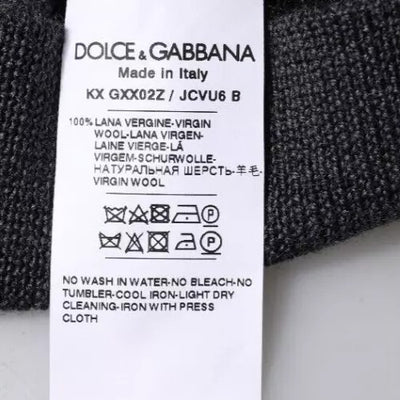 DOLCE & GABBANA
Made in Italy
KX GXX02Z / JCVU6 B
100% LANA VERGINE-VIRGIN
WOOL-LANA VIRGEN-
LAINE VIERGE-LÃ
VIRGEM-SCHURWOLLE-
НАТУРАЛЬНАЯ ШЕРСТЬ-羊毛-
VIRGIN WOOL
P
P
NO WASH IN WATER-NO BLEACH-NO
TUMBLER-COOL IRON-LIGHT DRY
CLEANING-IRON WITH PRESS
CLOTH